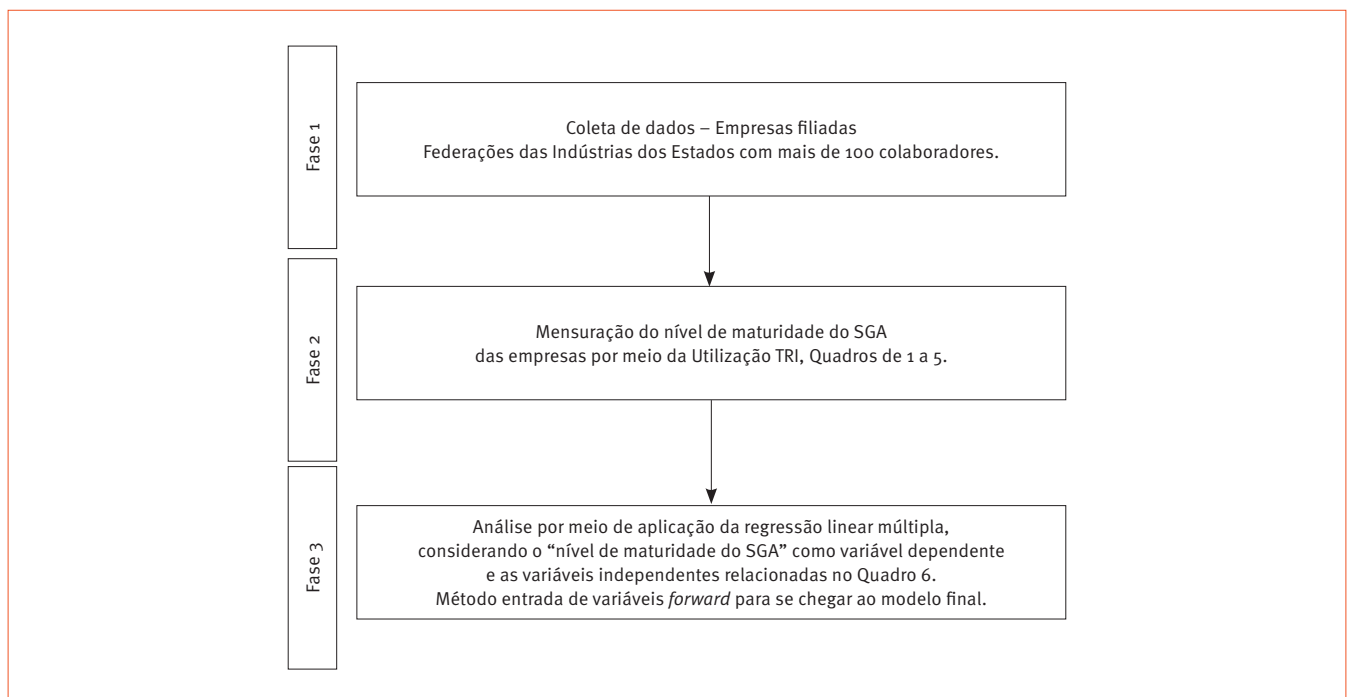 Fase 1
Coleta de dados – Empresas filiadas
Federações das Indústrias dos Estados com mais de 100 colaboradores.
Fase 2
Mensuração do nível de maturidade do SGA
das empresas por meio da Utilização TRI, Quadros de 1 a 5.
Fase 3
Análise por meio de aplicação da regressão linear múltipla,
considerando o “nível de maturidade do SGA” como variável dependente
e as variáveis independentes relacionadas no Quadro 6.
Método entrada de variáveis forward para se chegar ao modelo final.